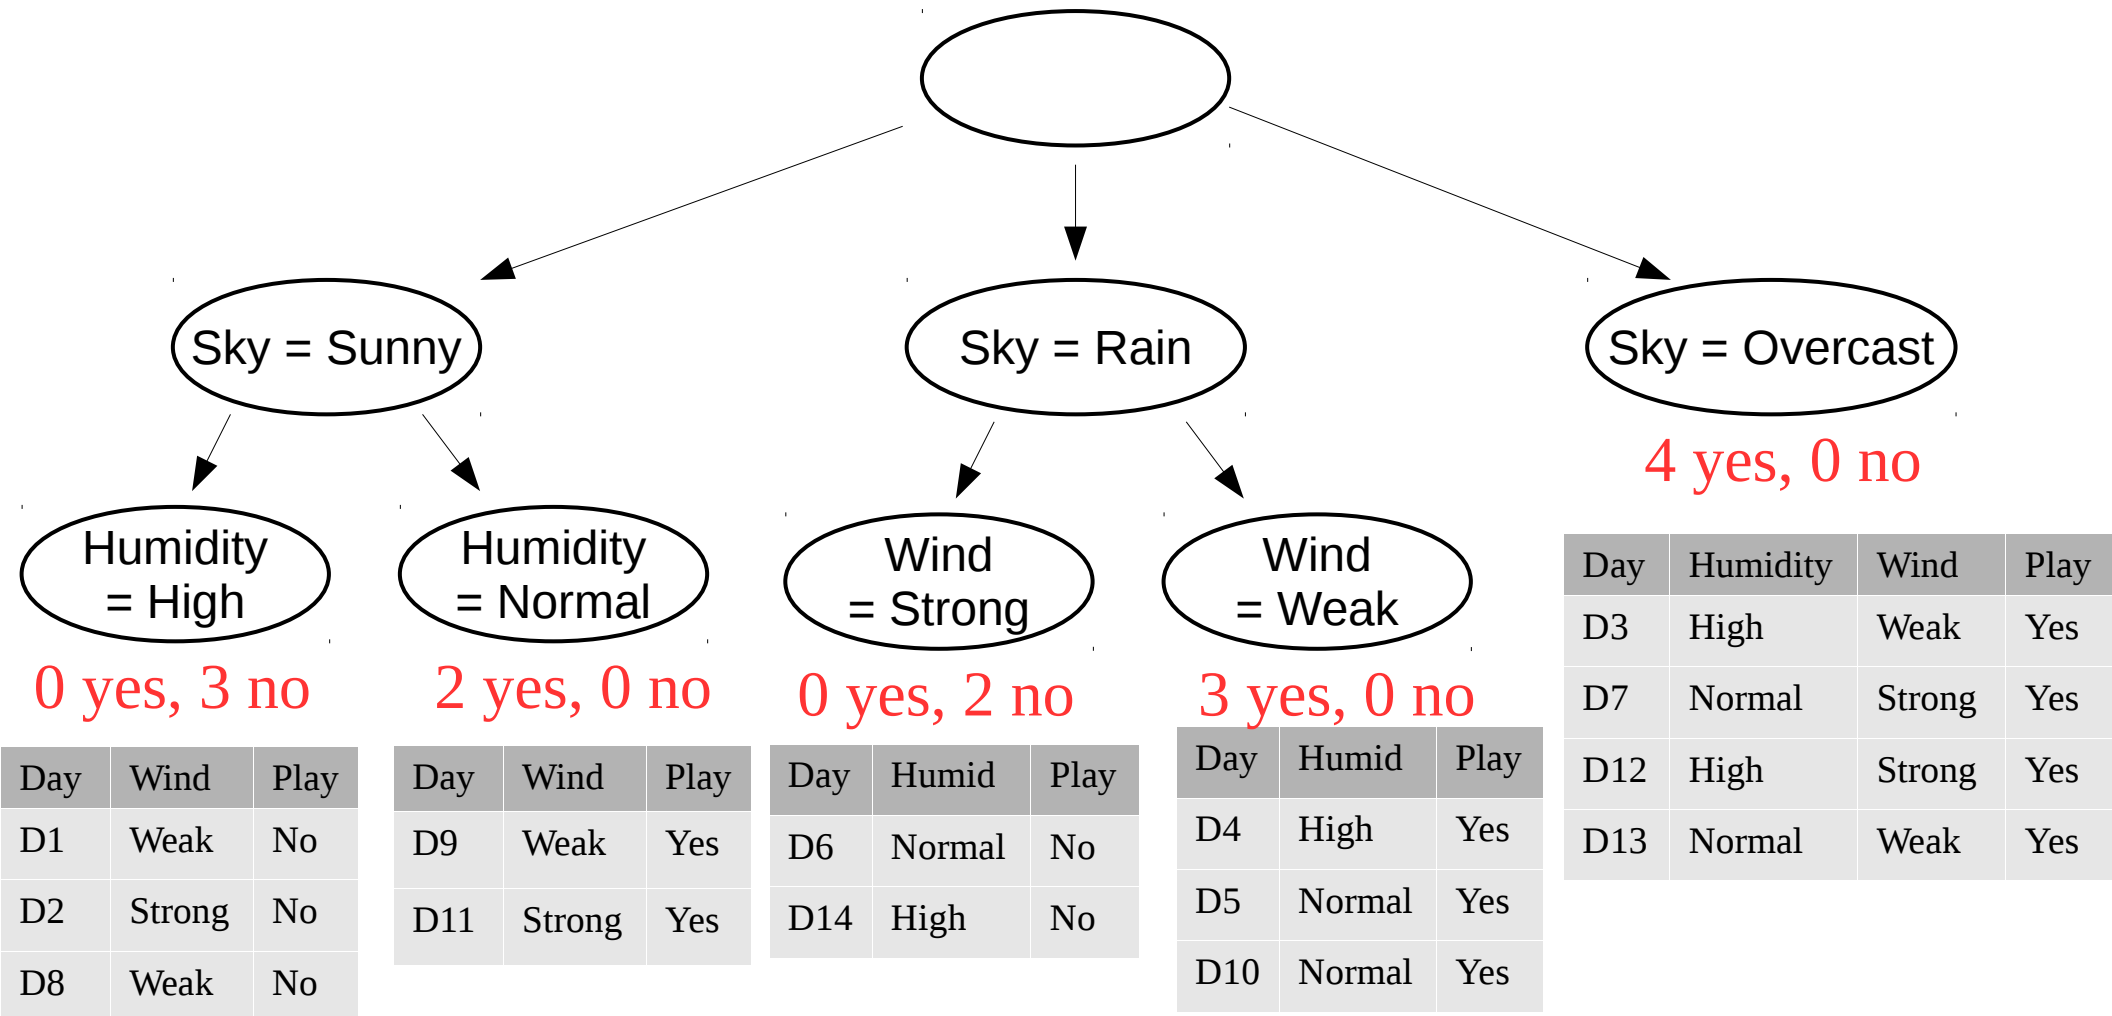 Sky = Sunny
Sky = Rain
Sky = Overcast
4 yes, 0 no
Humidity
= High
Humidity
= Normal
Wind
= Strong
Wind
= Weak
0 yes, 3 no
2 yes, 0 no
0 yes, 2 no
3 yes, 0 no
Day Wind Play
D1 Weak No
D2 Strong No
D8 Weak No
Day Wind Play
D9 Weak Yes
D11 Strong Yes
Day Humid Play
D6 Normal No
D14 High No
Day Humid Play
D4 High Yes
D5 Normal Yes
D10 Normal Yes
Day Humidity Wind Play
D3 High Weak Yes
D7 Normal Strong Yes
D12 High Strong Yes
D13 Normal Weak Yes